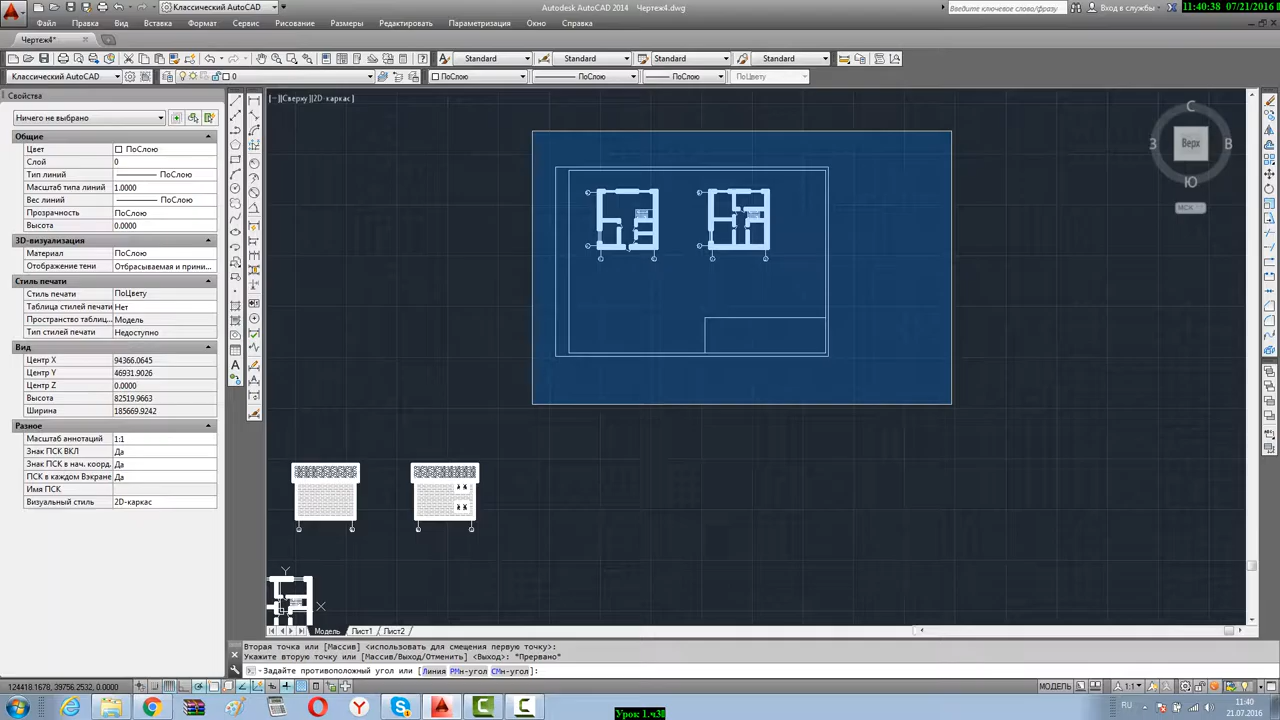 Классический AutoCAD
Autodesk AutoCAD 2014 Чертеж4.dwg
Введите ключевое слово/фразу
Вход в службы
11:40:38 07/21/2016
Файл Правка Вид Вставка Формат Сервис Рисование Размеры Редактировать Параметризация Окно Справка
Чертеж4*
Standard Standard Standard Standard
Классический AutoCAD 0 ПоСлою ПоСлою ПоСлою ПоЦвету
Свойства
[−][Сверху][2D-каркас]
Ничего не выбрано
Общие
Цвет ПоСлою
Слой 0
Тип линий ПоСлою
Масштаб типа линий 1.0000
Вес линий ПоСлою
Прозрачность ПоСлою
Высота 0.0000
3D-визуализация
Материал ПоСлою
Отображение тени Отбрасываемая и прини...
Стиль печати
Стиль печати ПоЦвету
Таблица стилей печати Нет
Пространство таблиц... Модель
Тип стилей печати Недоступно
Вид
Центр X 94366.0645
Центр Y 46931.9026
Центр Z 0.0000
Высота 82519.9663
Ширина 185669.9242
Разное
Масштаб аннотаций 1:1
Знак ПСК ВКЛ Да
Знак ПСК в нач. коорд. Да
ПСК в каждом Вэкране Да
Имя ПСК
Визуальный стиль 2D-каркас
С
З Верх В
Ю
МСК
Y
X
Модель Лист1 Лист2
Вторая точка или [Массив] <использовать для смещения первую точку>:
Укажите вторую точку или [Массив/Выход/Отменить] <Выход>: *Прервано*
Задайте противоположный угол или [Линия РМн-угол СМн-угол]:
124418.1678, 39756.2532, 0.0000
МОДЕЛЬ 1:1
RU 11:40
21.07.2016
Урок 1.ч38